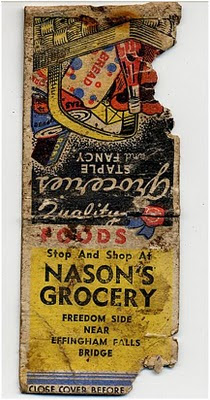 BREAD
Groceries
STAPLE
and FANCY
Quality
FOODS
Stop And Shop At
NASON'S
GROCERY
FREEDOM SIDE
NEAR
EFFINGHAM FALLS
BRIDGE
CLOSE COVER BEFORE